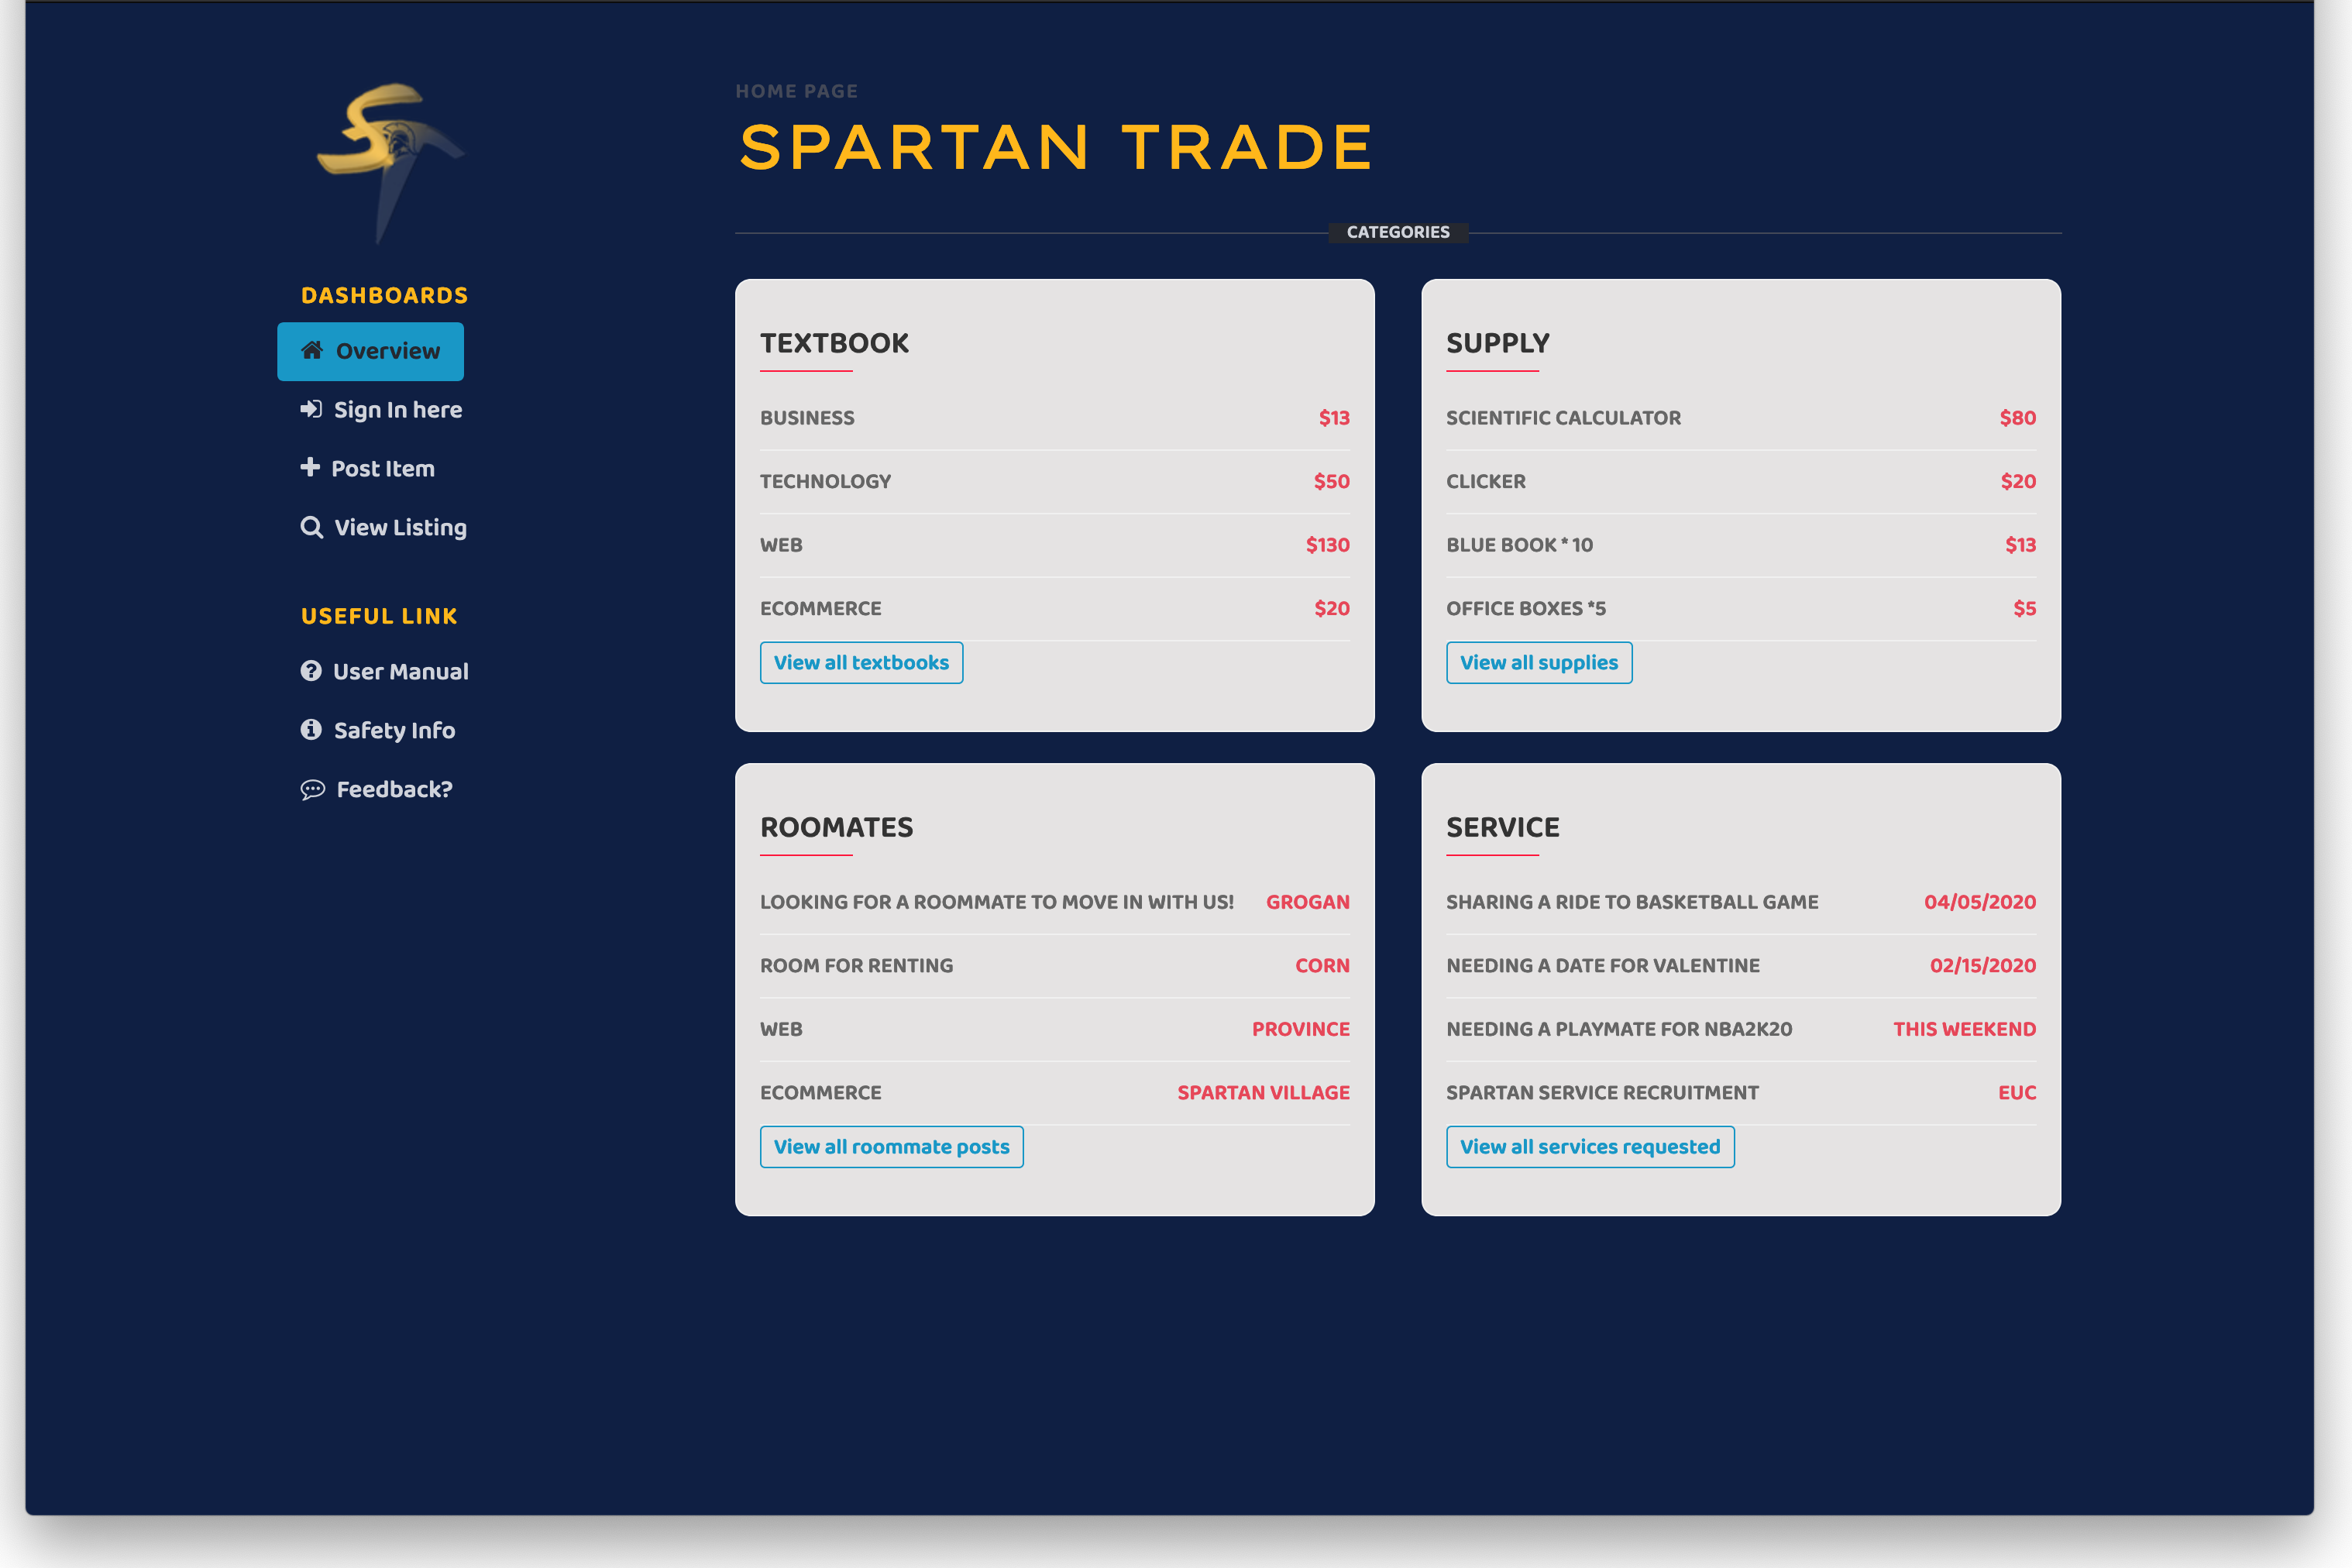 HOME PAGE
SPARTAN TRADE
CATEGORIES
DASHBOARDS
Overview
Sign In here
Post Item
View Listing
USEFUL LINK
User Manual
Safety Info
Feedback?
TEXTBOOK
BUSINESS $13
TECHNOLOGY $50
WEB $130
ECOMMERCE $20
View all textbooks
SUPPLY
SCIENTIFIC CALCULATOR $80
CLICKER $20
BLUE BOOK * 10 $13
OFFICE BOXES *5 $5
View all supplies
ROOMATES
LOOKING FOR A ROOMMATE TO MOVE IN WITH US! GROGAN
ROOM FOR RENTING CORN
WEB PROVINCE
ECOMMERCE SPARTAN VILLAGE
View all roommate posts
SERVICE
SHARING A RIDE TO BASKETBALL GAME 04/05/2020
NEEDING A DATE FOR VALENTINE 02/15/2020
NEEDING A PLAYMATE FOR NBA2K20 THIS WEEKEND
SPARTAN SERVICE RECRUITMENT EUC
View all services requested